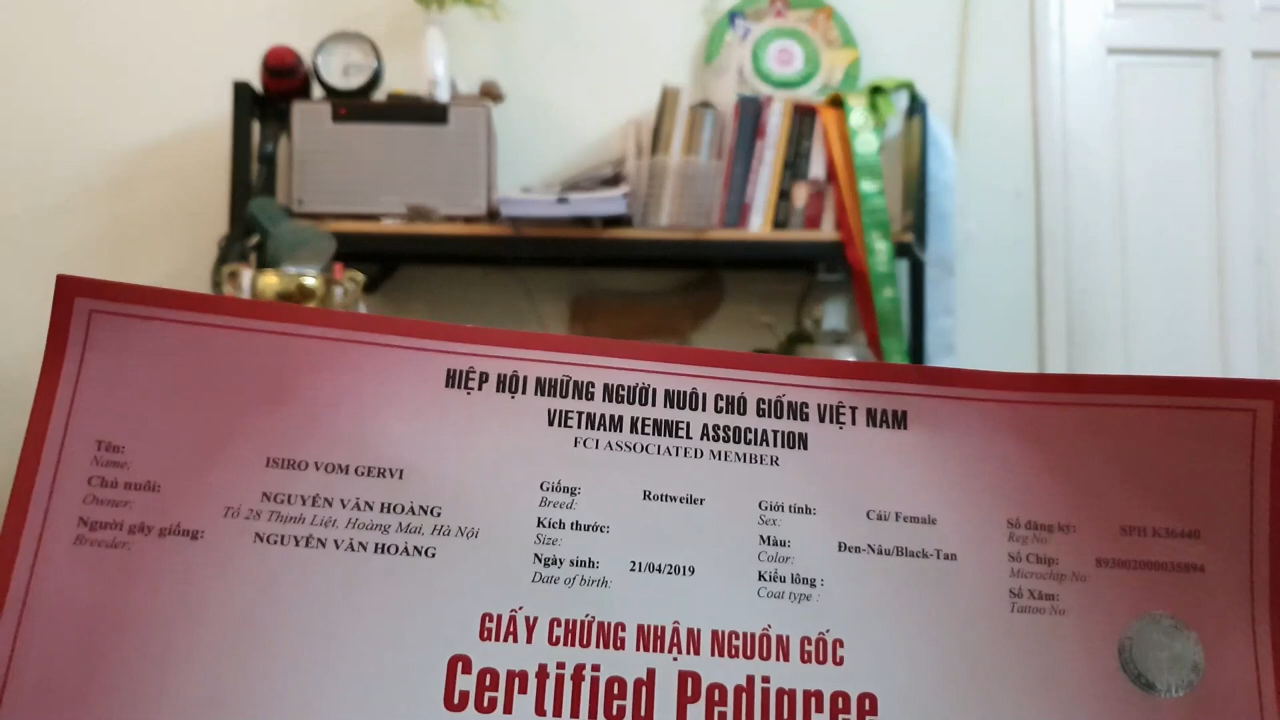 HIỆP HỘI NHỮNG NGƯỜI NUÔI CHÓ GIỐNG VIỆT NAM
VIETNAM KENNEL ASSOCIATION
FCI ASSOCIATED MEMBER
Tên: ISIRO VOM GERVI
Name:
Chủ nuôi: NGUYỄN VĂN HOÀNG
Owner: Tổ 28 Thịnh Liệt, Hoàng Mai, Hà Nội
Người gây giống: NGUYỄN VĂN HOÀNG
Breeder:
Giống: Rottweiler
Breed:
Kích thước:
Size:
Ngày sinh: 21/04/2019
Date of birth:
Giới tính: Cái/ Female
Sex:
Màu: Đen-Nâu/Black-Tan
Color:
Kiểu lông :
Coat type :
Số đăng ký: SPH K36440
Reg No
Số Chip: 893002000035894
Microchip No
Số Xăm:
Tattoo No
GIẤY CHỨNG NHẬN NGUỒN GỐC
Certified Pedigree